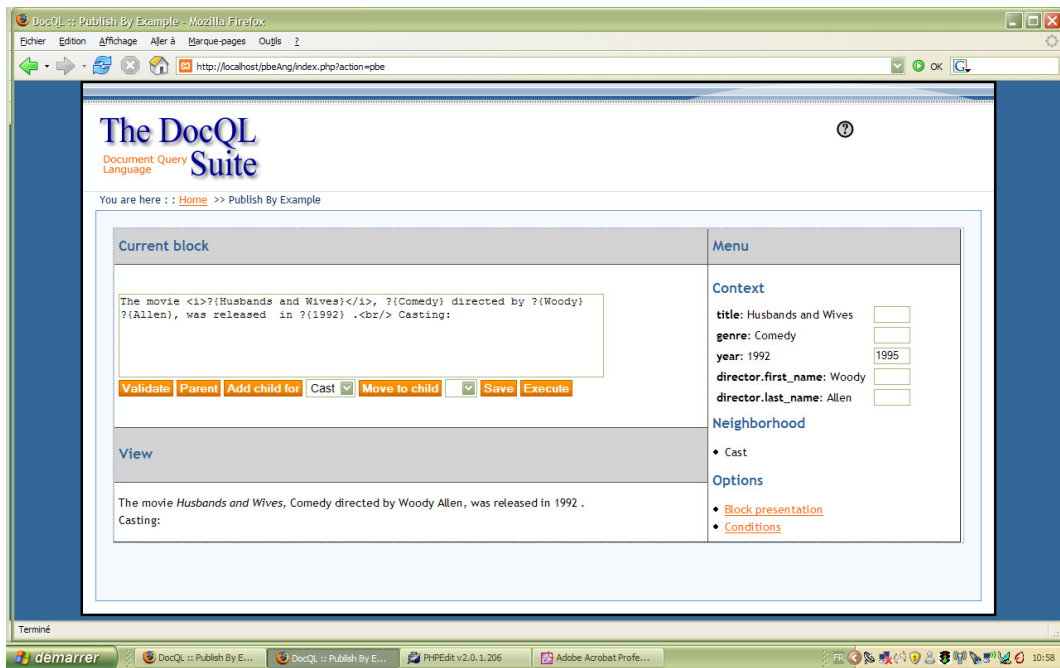 DocQL :: Publish By Example - Mozilla Firefox
Fichier Edition Affichage Aller à Marque-pages Outils ?
http://localhost/pbeAng/index.php?action=pbe OK
The DocQL
Document Query
Language
Suite
You are here : : Home >> Publish By Example
Current block
Menu
The movie <i>?{Husbands and Wives}</i>, ?{Comedy} directed by ?{Woody}
?{Allen}, was released in ?{1992} .<br/> Casting:
Validate Parent Add child for Cast Move to child Save Execute
Context
title: Husbands and Wives
genre: Comedy
year: 1992 1995
director.first_name: Woody
director.last_name: Allen
Neighborhood
Cast
Options
Block presentation
Conditions
View
The movie Husbands and Wives, Comedy directed by Woody Allen, was released in 1992 .
Casting:
Terminé
démarrer DocQL :: Publish By E... DocQL :: Publish By E... PHPEdit v2.0.1.206 Adobe Acrobat Profe... FR 10:58